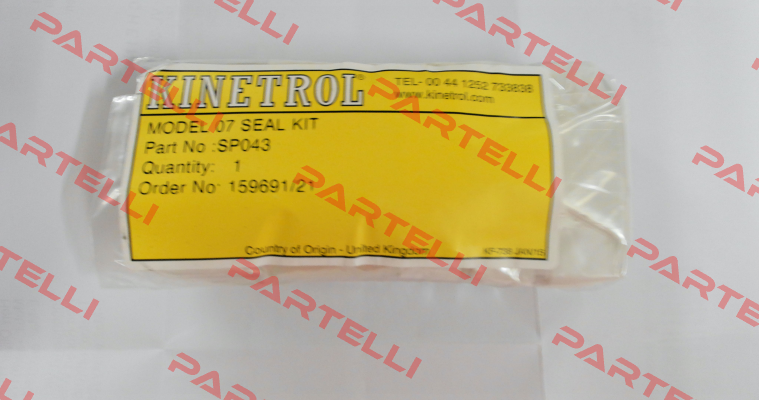 KINETROL®
TEL- 00 44 1252 733838
www.kinetrol.com
MODEL 07 SEAL KIT
Part No :SP043
Quantity: 1
Order No: 159691/21
Country of Origin - United Kingdom
PARTELLI
PARTELLI
PARTELLI
PARTELLI
PARTELLI
PARTELLI
PARTELLI
PARTELLI
PARTELLI